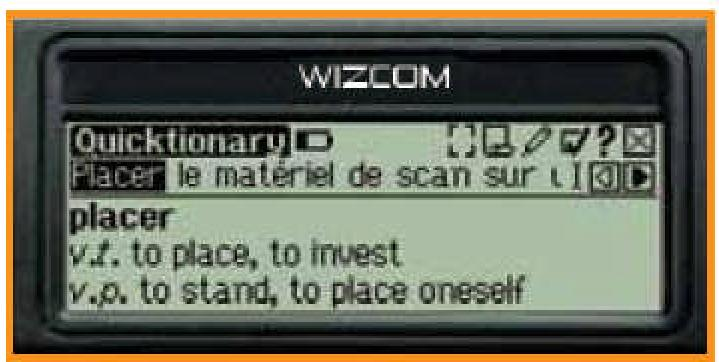 WIZCOM
Quicktionary ?
Placer le matériel de scan sur
placer
v.t. to place, to invest
v.p. to stand, to place oneself